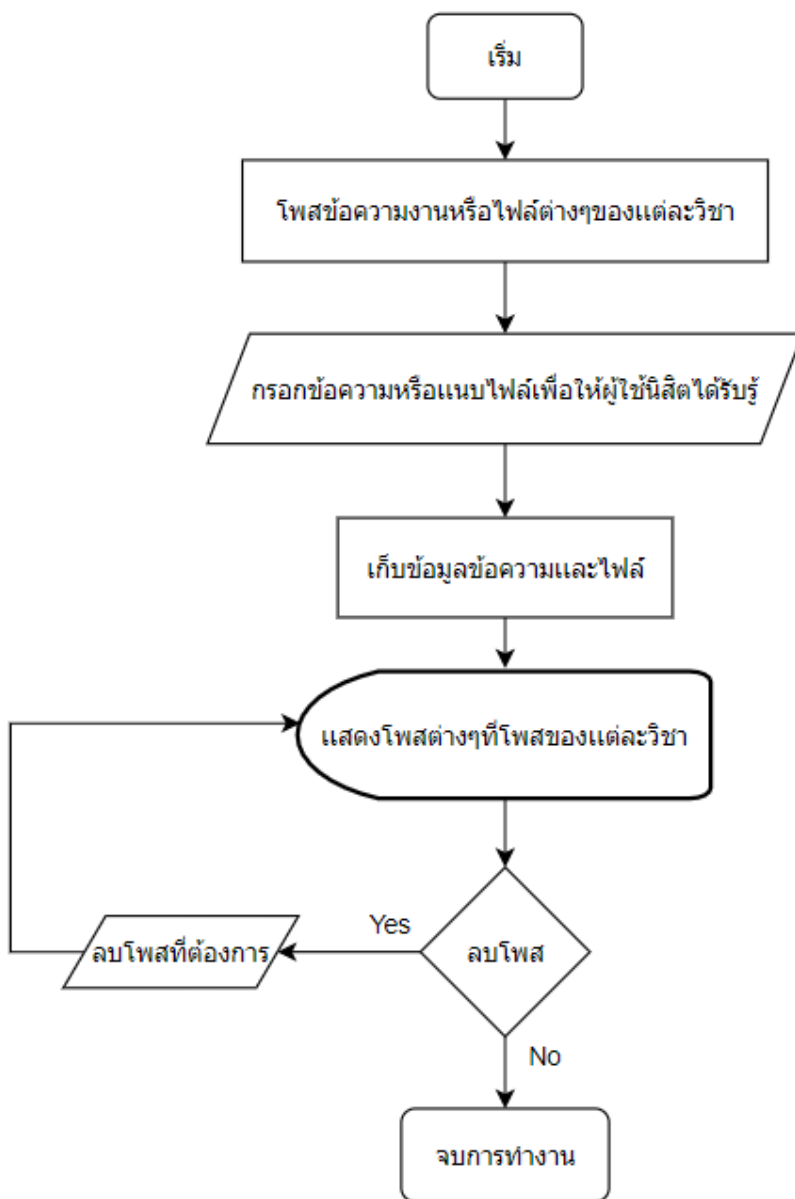 เริ่ม
โพสข้อความงานหรือไฟล์ต่างๆของแต่ละวิชา
กรอกข้อความหรือแนบไฟล์เพื่อให้ผู้ใช้นิสิตได้รับรู้
เก็บข้อมูลข้อความและไฟล์
แสดงโพสต่างๆที่โพสของแต่ละวิชา
Yes
ลบโพสที่ต้องการ
ลบโพส
No
จบการทำงาน